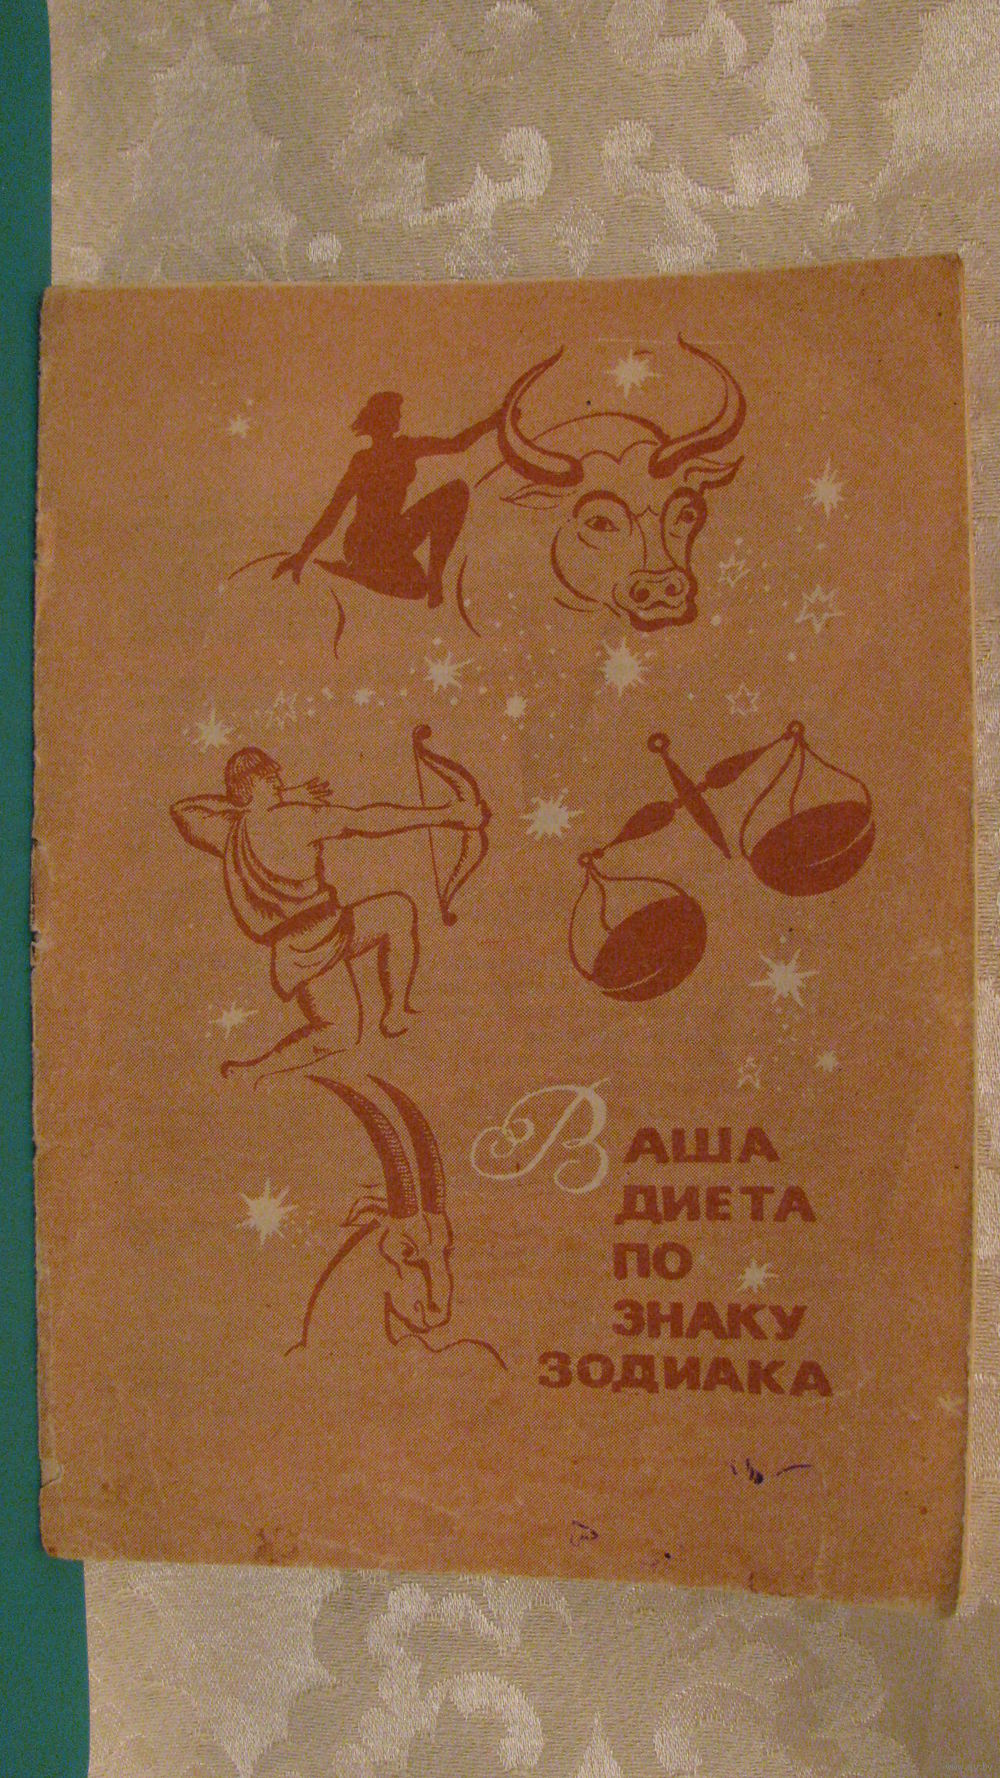 Ваша
диета
по
знаку
зодиака